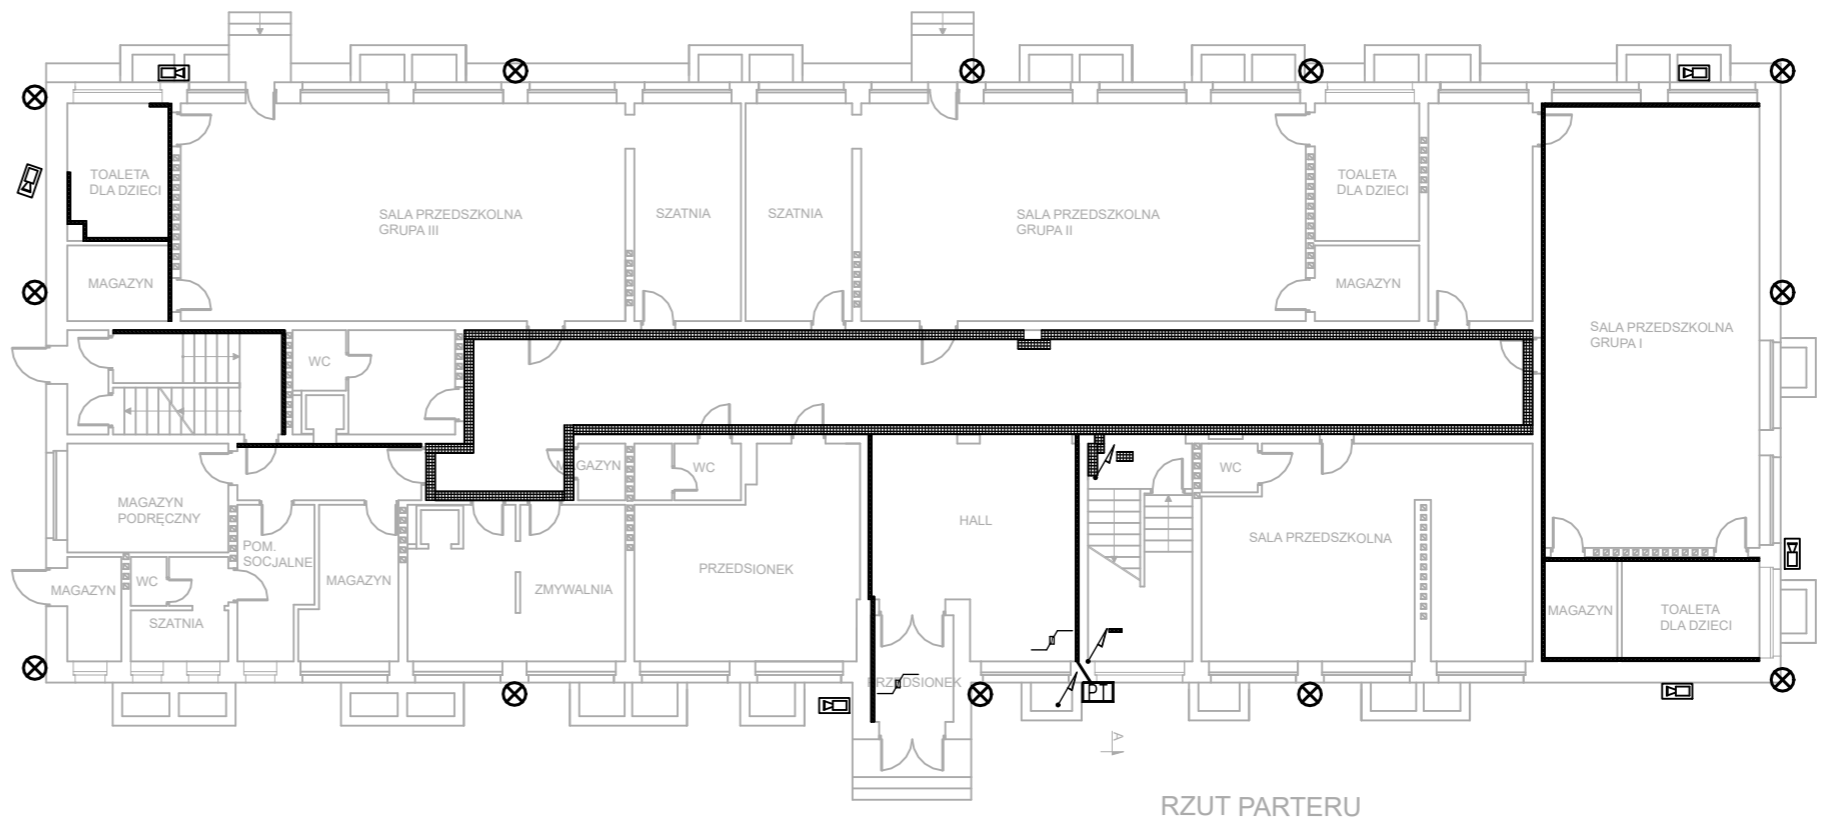 TOALETA
DLA DZIECI
MAGAZYN
SALA PRZEDSZKOLNA
GRUPA III
SZATNIA
SZATNIA
SALA PRZEDSZKOLNA
GRUPA II
TOALETA
DLA DZIECI
MAGAZYN
SALA PRZEDSZKOLNA
GRUPA I
WC
MAGAZYN
PODRĘCZNY
MAGAZYN
WC
SZATNIA
POM.
SOCJALNE
MAGAZYN
ZMYWALNIA
MAGAZYN
WC
PRZEDSIONEK
HALL
PRZEDSIONEK
WC
SALA PRZEDSZKOLNA
MAGAZYN
TOALETA
DLA DZIECI
P
A
RZUT PARTERU